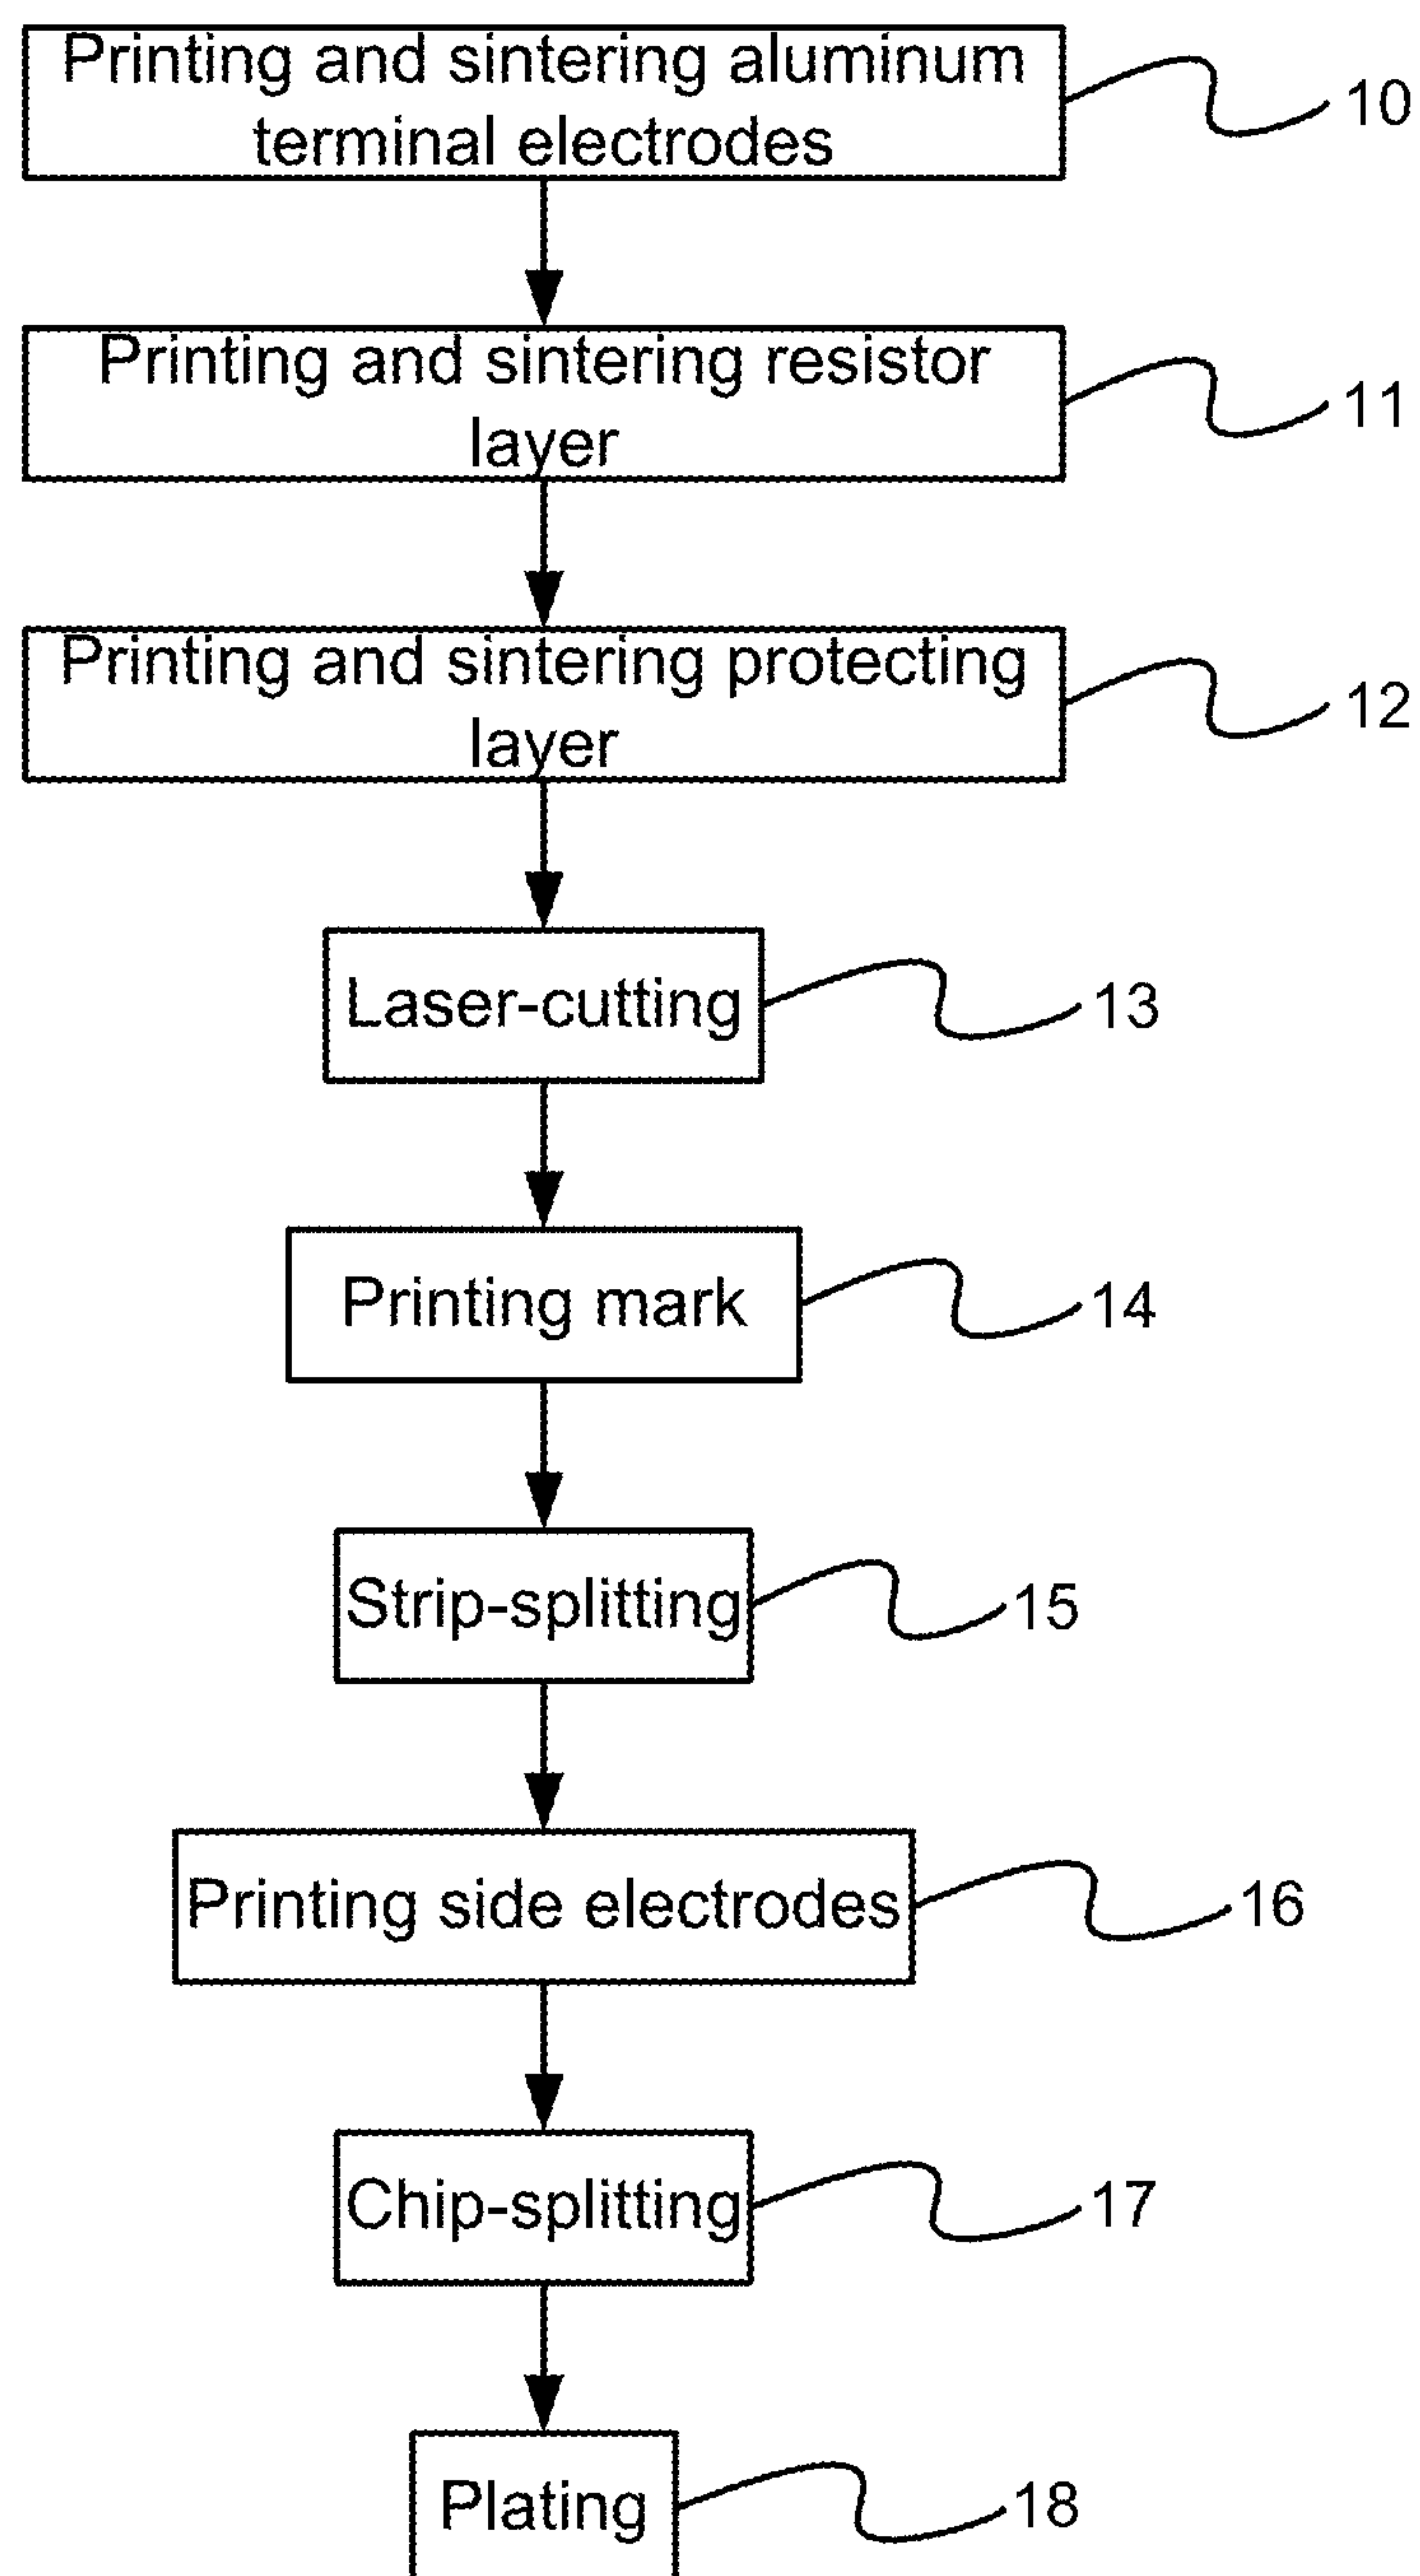 Printing and sintering aluminum
terminal electrodes
10
Printing and sintering resistor
layer
11
Printing and sintering protecting
layer
12
Laser-cutting
13
Printing mark
14
Strip-splitting
15
Printing side electrodes
16
Chip-splitting
17
Plating
18